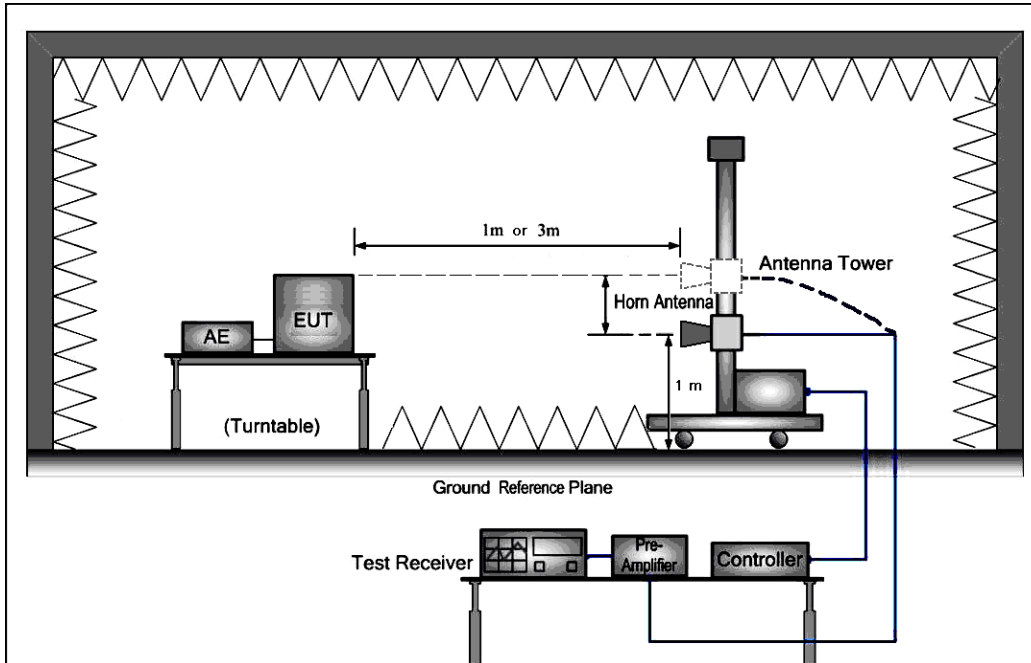 1m or 3m
Antenna Tower
Horn Antenna
EUT
AE
1 m
(Turntable)
Ground Reference Plane
Test Receiver
Pre-
Amplifier
Controller